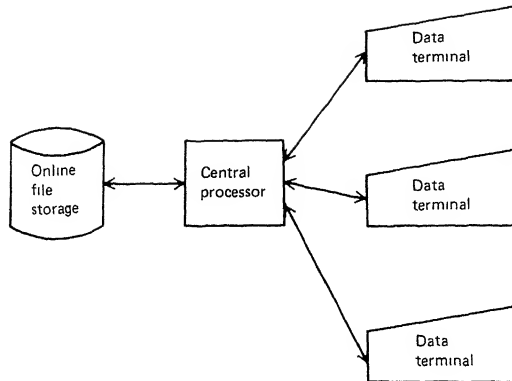 Data
terminal
Online
file
storage
Central
processor
Data
terminal
Data
terminal